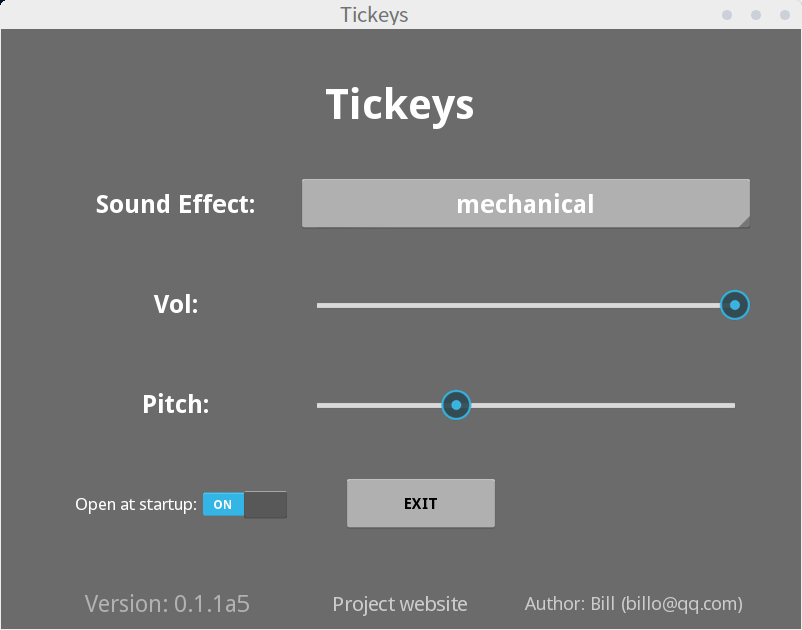 Tickeys
Tickeys
Sound Effect: mechanical
Vol:
Pitch:
Open at startup: ON EXIT
Version: 0.1.1a5 Project website Author: Bill (billo@qq.com)